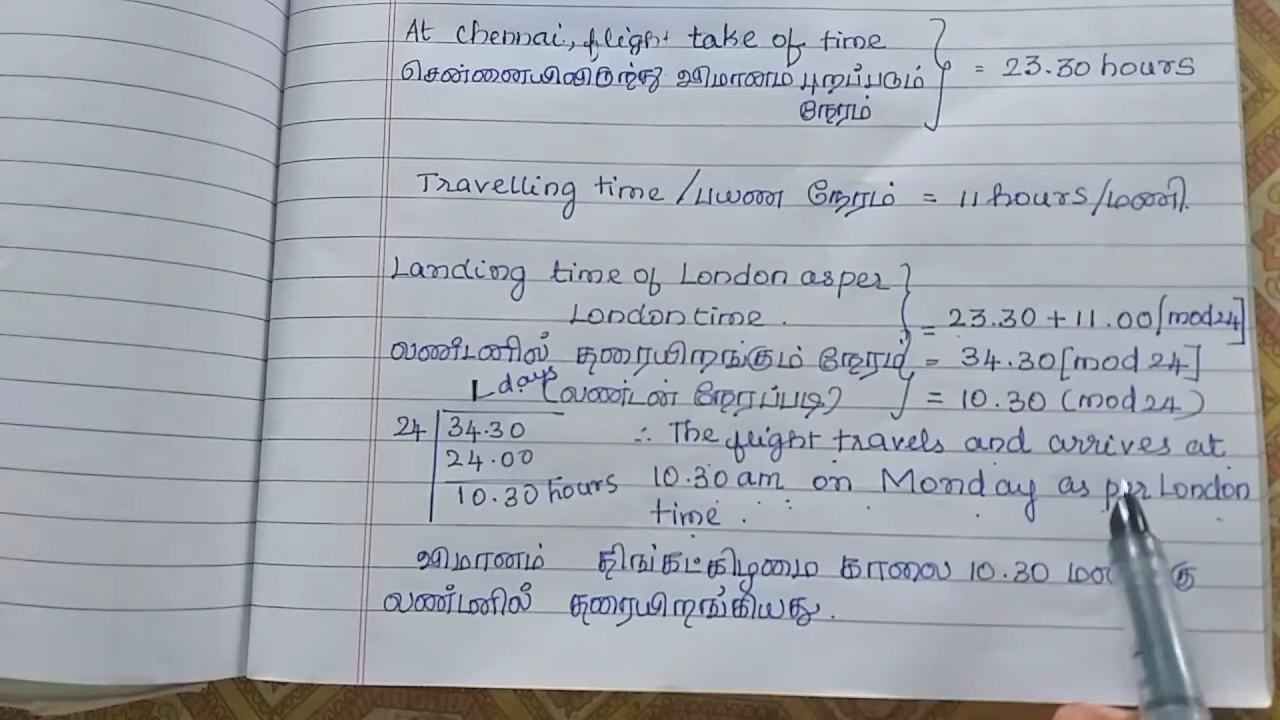 At Chennai, flight take of time
சென்னையிலிருந்து விமானம் புறப்படும் = 23.30 hours
நேரம்
Travelling time / பயண நேரம் = 11 hours/மணி.
Landing time of London as per
London time. = 23.30 + 11.00 [mod 24]
லண்டனில் தரையிறங்கும் நேரம் = 34.30 [mod 24]
1 days (லண்டன் நேரப்படி) = 10.30 (mod 24)
24 34.30 ∴ The flight travels and arrives at
24.00
10.30 hours 10.30 am on Monday as per London
time.
விமானம் திங்கட்கிழமை காலை 10.30
லண்டனில் தரையிறங்கியது.